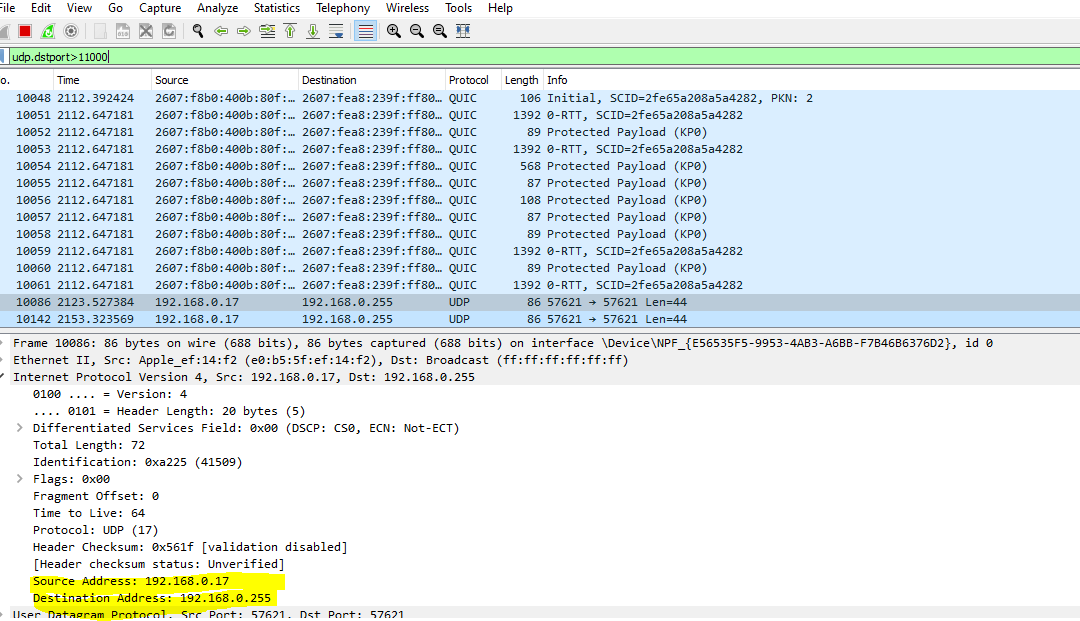 File Edit View Go Capture Analyze Statistics Telephony Wireless Tools Help
udp.dstport>11000
o. Time Source Destination Protocol Length Info
10048 2112.392424 2607:f8b0:400b:80f:… 2607:fea8:239f:ff80… QUIC 106 Initial, SCID=2fe65a208a5a4282, PKN: 2
10051 2112.647181 2607:f8b0:400b:80f:… 2607:fea8:239f:ff80… QUIC 1392 0-RTT, SCID=2fe65a208a5a4282
10052 2112.647181 2607:f8b0:400b:80f:… 2607:fea8:239f:ff80… QUIC 89 Protected Payload (KP0)
10053 2112.647181 2607:f8b0:400b:80f:… 2607:fea8:239f:ff80… QUIC 1392 0-RTT, SCID=2fe65a208a5a4282
10054 2112.647181 2607:f8b0:400b:80f:… 2607:fea8:239f:ff80… QUIC 568 Protected Payload (KP0)
10055 2112.647181 2607:f8b0:400b:80f:… 2607:fea8:239f:ff80… QUIC 87 Protected Payload (KP0)
10056 2112.647181 2607:f8b0:400b:80f:… 2607:fea8:239f:ff80… QUIC 108 Protected Payload (KP0)
10057 2112.647181 2607:f8b0:400b:80f:… 2607:fea8:239f:ff80… QUIC 87 Protected Payload (KP0)
10058 2112.647181 2607:f8b0:400b:80f:… 2607:fea8:239f:ff80… QUIC 89 Protected Payload (KP0)
10059 2112.647181 2607:f8b0:400b:80f:… 2607:fea8:239f:ff80… QUIC 1392 0-RTT, SCID=2fe65a208a5a4282
10060 2112.647181 2607:f8b0:400b:80f:… 2607:fea8:239f:ff80… QUIC 89 Protected Payload (KP0)
10061 2112.647181 2607:f8b0:400b:80f:… 2607:fea8:239f:ff80… QUIC 1392 0-RTT, SCID=2fe65a208a5a4282
10086 2123.527384 192.168.0.17 192.168.0.255 UDP 86 57621 → 57621 Len=44
10142 2153.323569 192.168.0.17 192.168.0.255 UDP 86 57621 → 57621 Len=44
Frame 10086: 86 bytes on wire (688 bits), 86 bytes captured (688 bits) on interface \Device\NPF_{E56535F5-9953-4AB3-A6BB-F7B46B6376D2}, id 0
Ethernet II, Src: Apple_ef:14:f2 (e0:b5:5f:ef:14:f2), Dst: Broadcast (ff:ff:ff:ff:ff:ff)
Internet Protocol Version 4, Src: 192.168.0.17, Dst: 192.168.0.255
0100 .... = Version: 4
.... 0101 = Header Length: 20 bytes (5)
Differentiated Services Field: 0x00 (DSCP: CS0, ECN: Not-ECT)
Total Length: 72
Identification: 0xa225 (41509)
Flags: 0x00
Fragment Offset: 0
Time to Live: 64
Protocol: UDP (17)
Header Checksum: 0x561f [validation disabled]
[Header checksum status: Unverified]
Source Address: 192.168.0.17
Destination Address: 192.168.0.255
User Datagram Protocol, Src Port: 57621, Dst Port: 57621